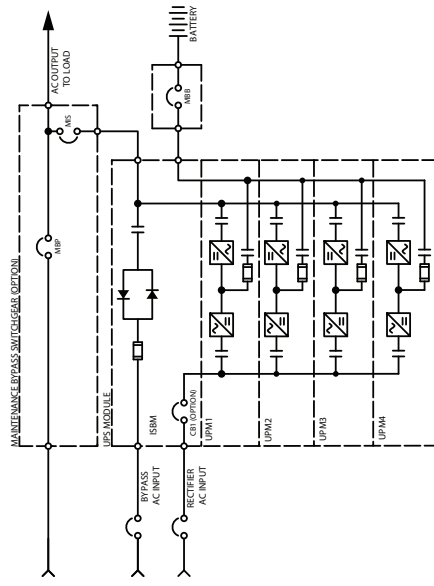 AC OUTPUT
TO LOAD
BATTERY
MIS
MBB
MBP
MAINTENANCE BYPASS SWITCHGEAR (OPTION)
UPS MODULE
ISBM
CB1 (OPTION)
UPM1
UPM2
UPM3
UPM4
BYPASS
AC INPUT
RECTIFIER
AC INPUT